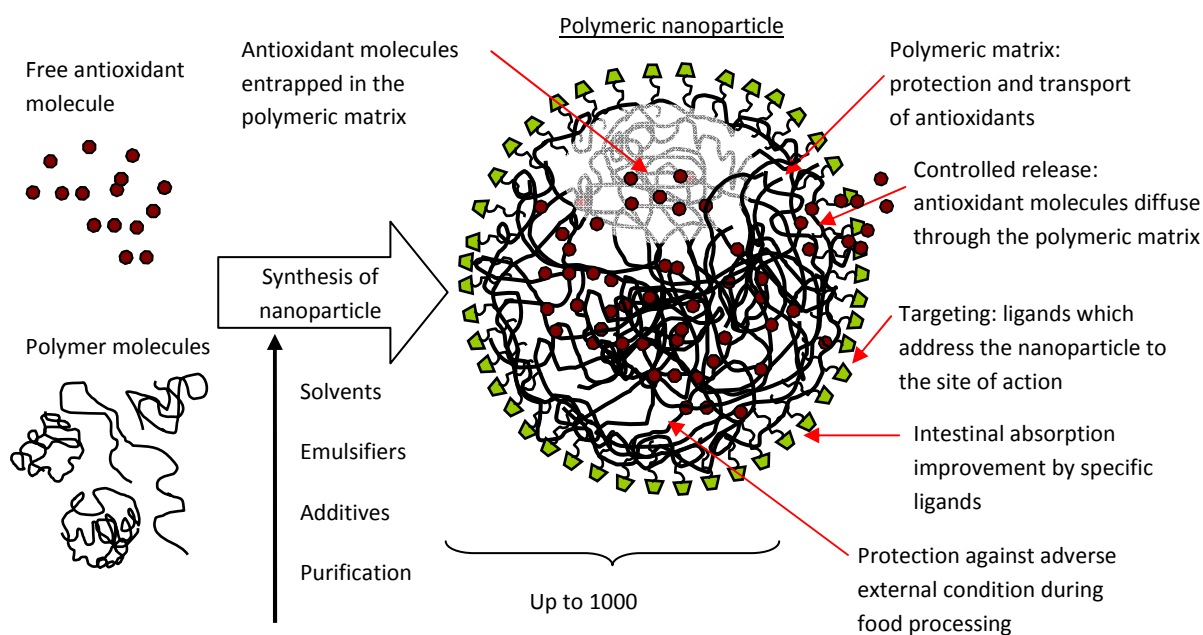 Polymeric nanoparticle
Free antioxidant
molecule
Antioxidant molecules
entrapped in the
polymeric matrix
Polymeric matrix:
protection and transport
of antioxidants
Controlled release:
antioxidant molecules diffuse
through the polymeric matrix
Synthesis of
nanoparticle
Polymer molecules
Solvents
Emulsifiers
Additives
Purification
Targeting: ligands which
address the nanoparticle to
the site of action
Intestinal absorption
improvement by specific
ligands
Protection against adverse
external condition during
food processing
Up to 1000